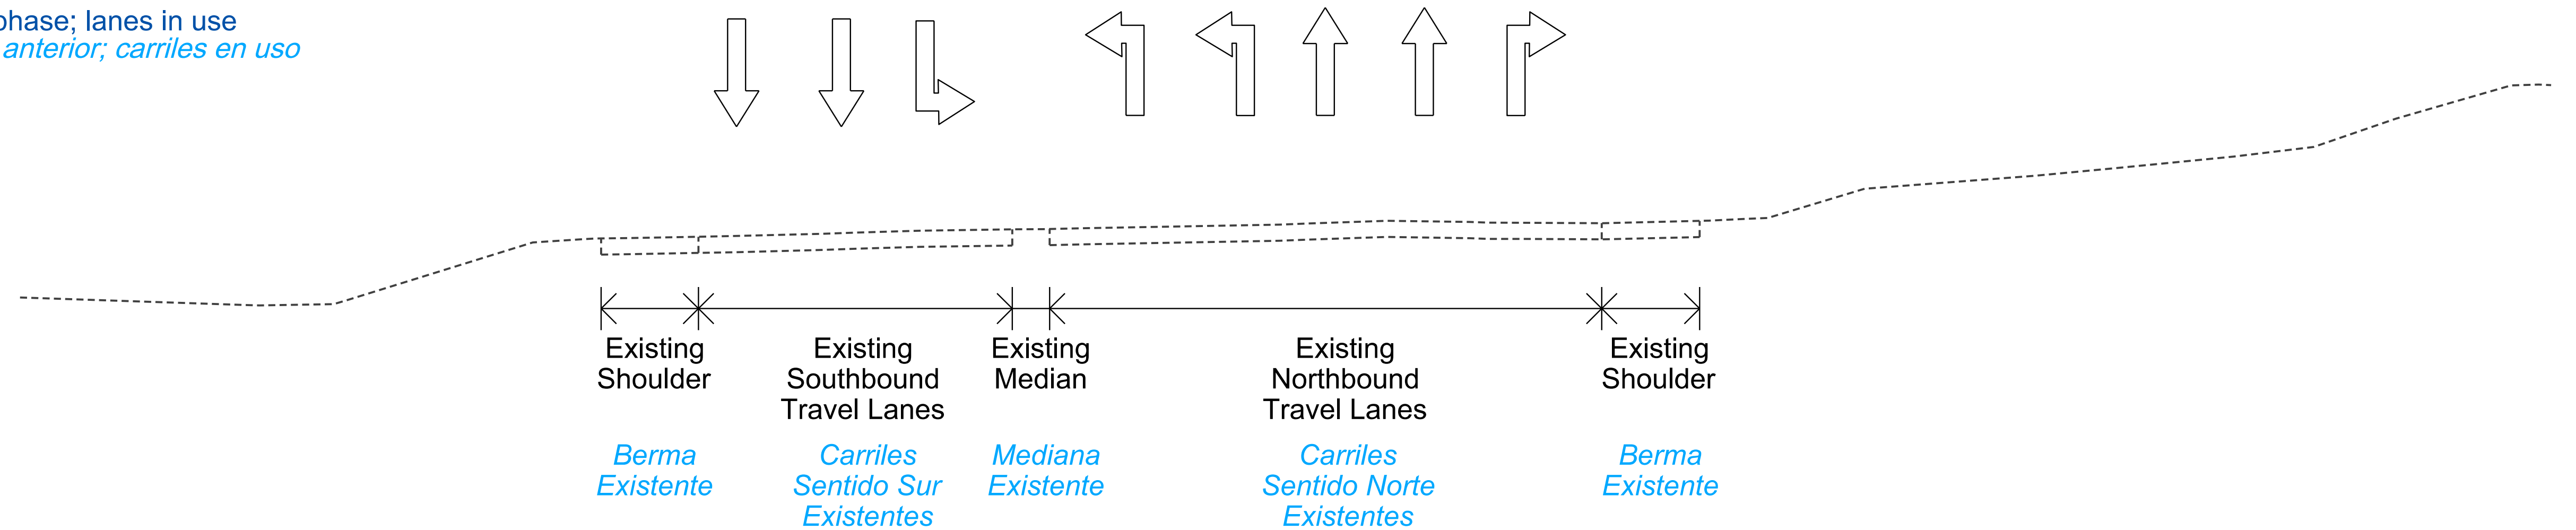 phase; lanes in use
anterior; carriles en uso
Existing
Shoulder
Existing
Southbound
Travel Lanes
Existing
Median
Existing
Northbound
Travel Lanes
Existing
Shoulder
Berma
Existente
Carriles
Sentido Sur
Existentes
Mediana
Existente
Carriles
Sentido Norte
Existentes
Berma
Existente